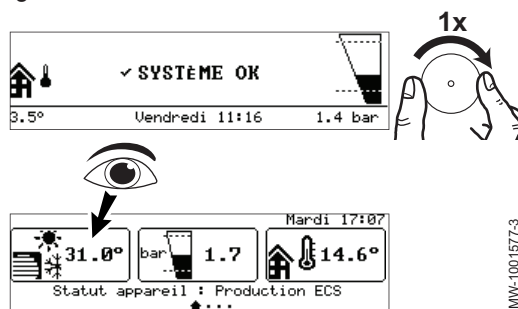 1x
✓ SYSTÈME OK
3.5° Vendredi 11:16 1.4 bar
Mardi 17:07
31.0° bar 1.7 14.6°
Statut appareil : Production ECS
MW-1001577-3